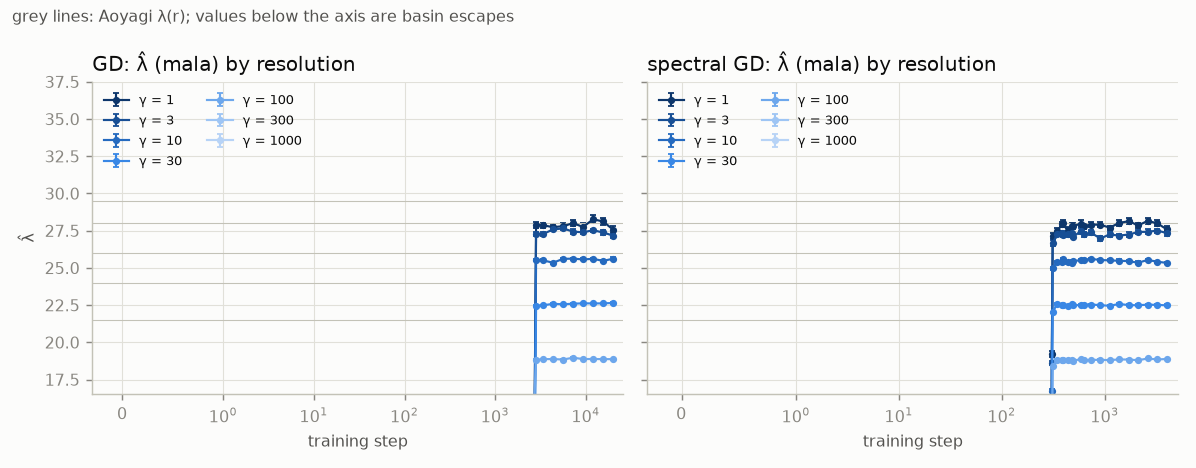 grey lines: Aoyagi λ(r); values below the axis are basin escapes
GD: λ̂ (mala) by resolution
spectral GD: λ̂ (mala) by resolution
37.5
35.0
32.5
30.0
27.5
25.0
22.5
20.0
17.5
λ̂
γ = 1
γ = 3
γ = 10
γ = 30
γ = 100
γ = 300
γ = 1000
γ = 1
γ = 3
γ = 10
γ = 30
γ = 100
γ = 300
γ = 1000
0 10⁰ 10¹ 10² 10³ 10⁴
0 10⁰ 10¹ 10² 10³
training step
training step